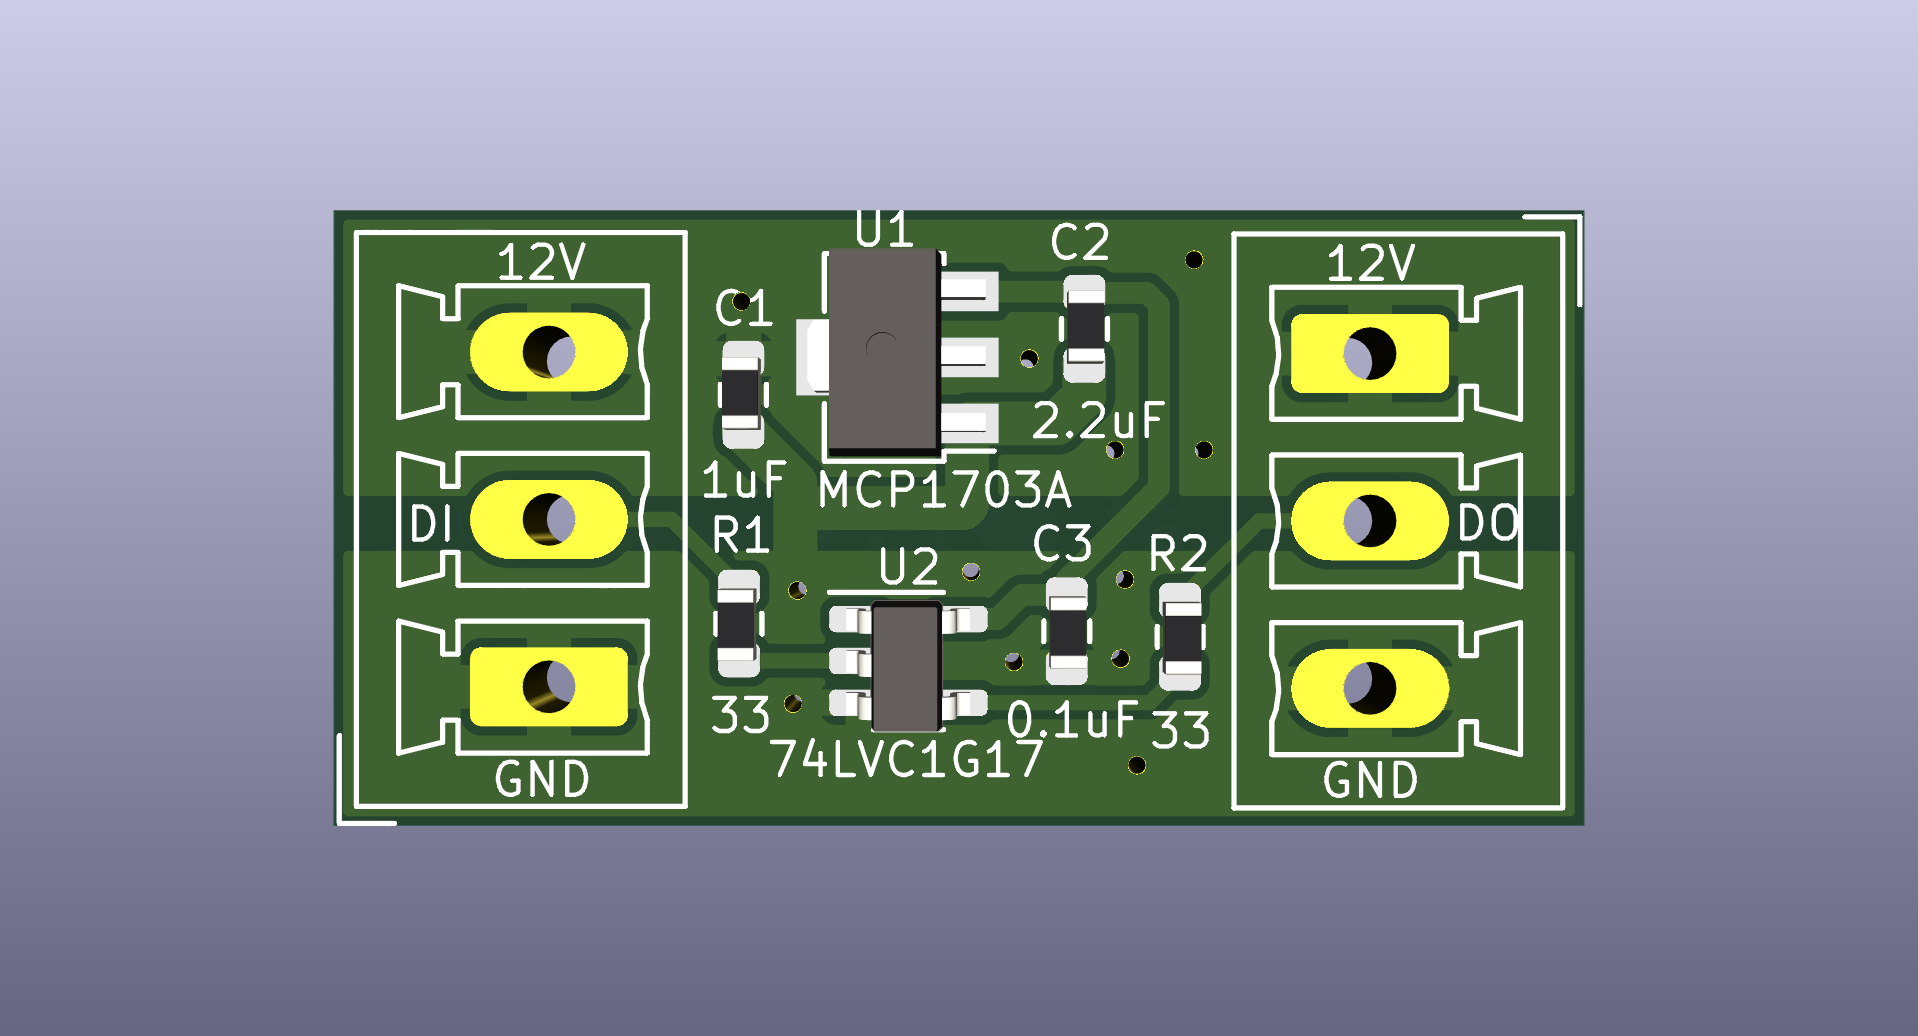 12V
DI
GND
C1
1uF
R1
33
U1
MCP1703A
U2
74LVC1G17
C2
2.2uF
C3
0.1uF
R2
33
12V
DO
GND